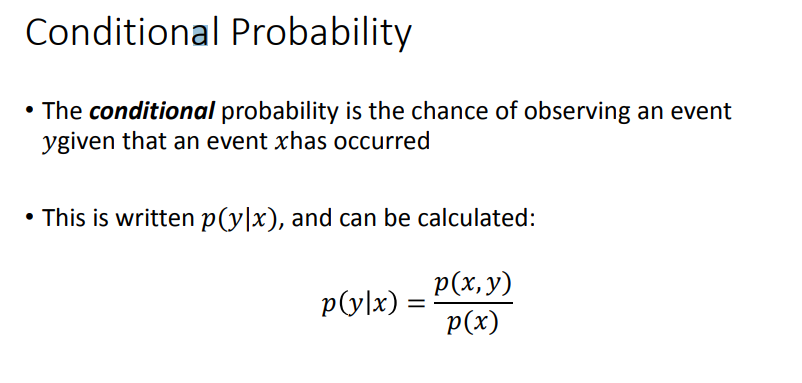 Conditional Probability
• The conditional probability is the chance of observing an event
ygiven that an event xhas occurred
• This is written p(y|x), and can be calculated:
p(y|x) = p(x, y) / p(x)